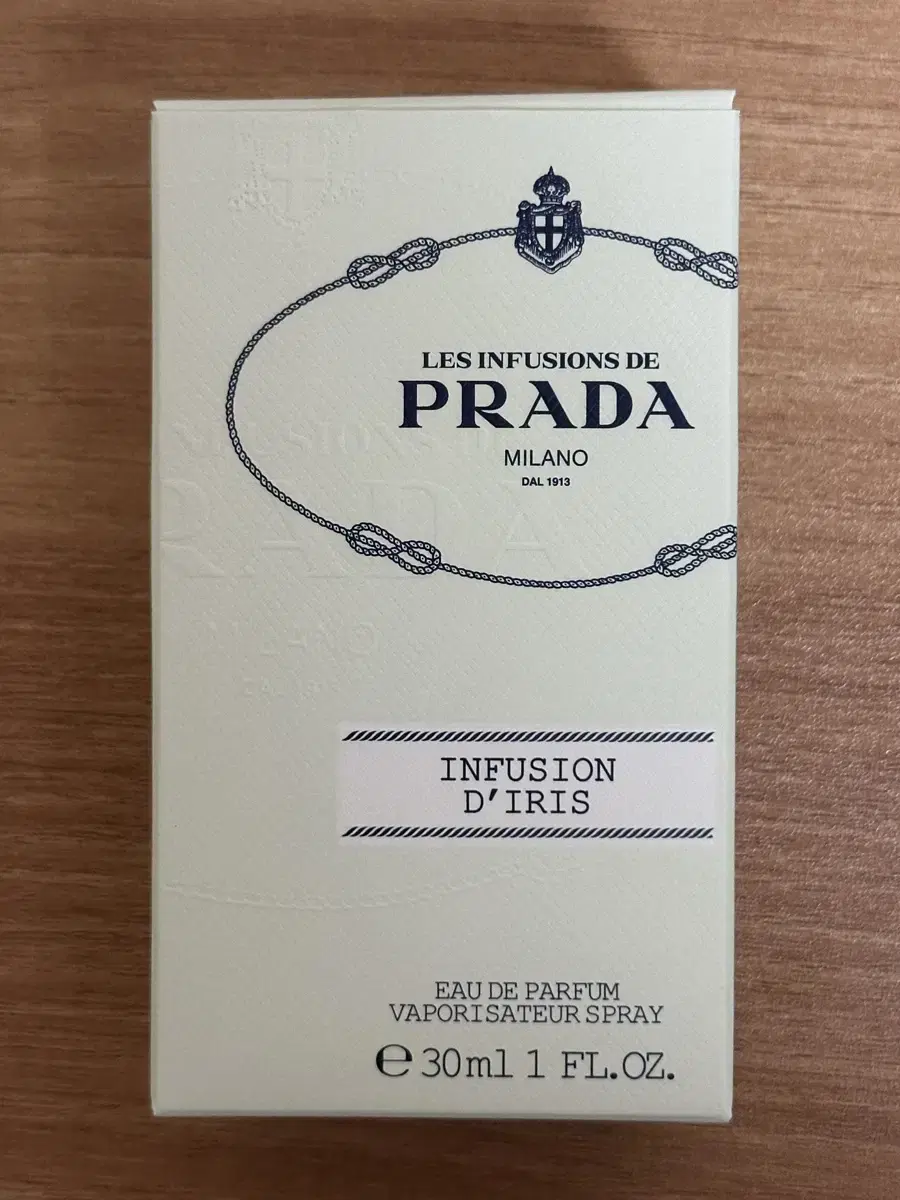 LES INFUSIONS DE
PRADA
MILANO
DAL 1913
INFUSION
D'IRIS
EAU DE PARFUM
VAPORISATEUR SPRAY
℮ 30ml 1 FL.OZ.